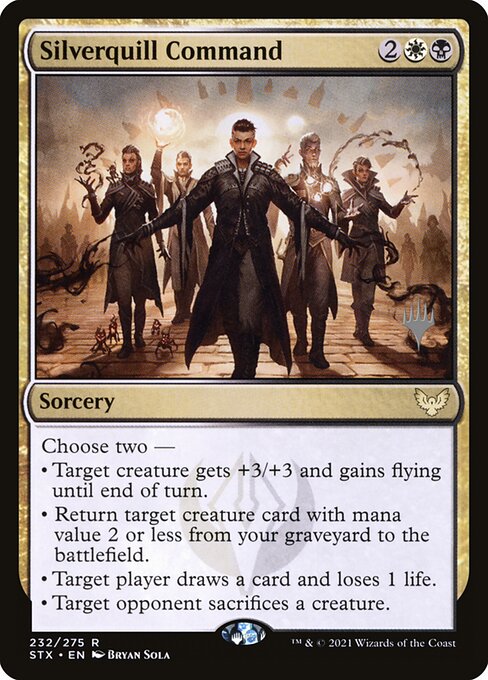 Silverquill Command 2
Sorcery
Choose two —
• Target creature gets +3/+3 and gains flying
until end of turn.
• Return target creature card with mana
value 2 or less from your graveyard to the
battlefield.
• Target player draws a card and loses 1 life.
• Target opponent sacrifices a creature.
232/275 R
STX • EN Bryan Sola
™ & © 2021 Wizards of the Coast